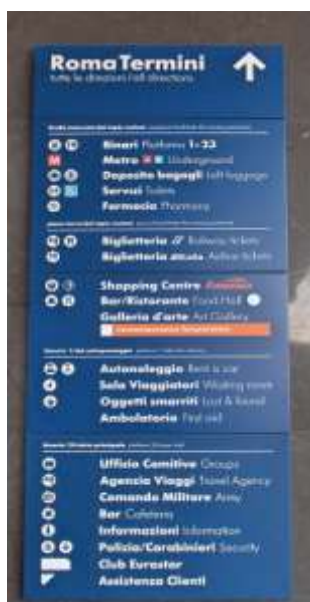 Roma Termini
tutte le direzioni / all directions
Binari Platforms 1-23
Metro Underground
Deposito bagagli Left luggage
Servizi Toilets
Farmacia Pharmacy
Biglietteria Railway tickets
Biglietteria Airline tickets
Shopping Centre
Bar/Ristorante Food Hall
Galleria d'arte Art Gallery
Autonoleggio Rent a car
Sala Viaggiatori Waiting room
Oggetti smarriti Lost & found
Ambulatorio First aid
Ufficio Comitive Groups
Agenzia Viaggi Travel Agency
Comando Militare Army
Bar Cafeteria
Informazioni Information
Polizia/Carabinieri Security
Club Eurostar
Assistenza Clienti